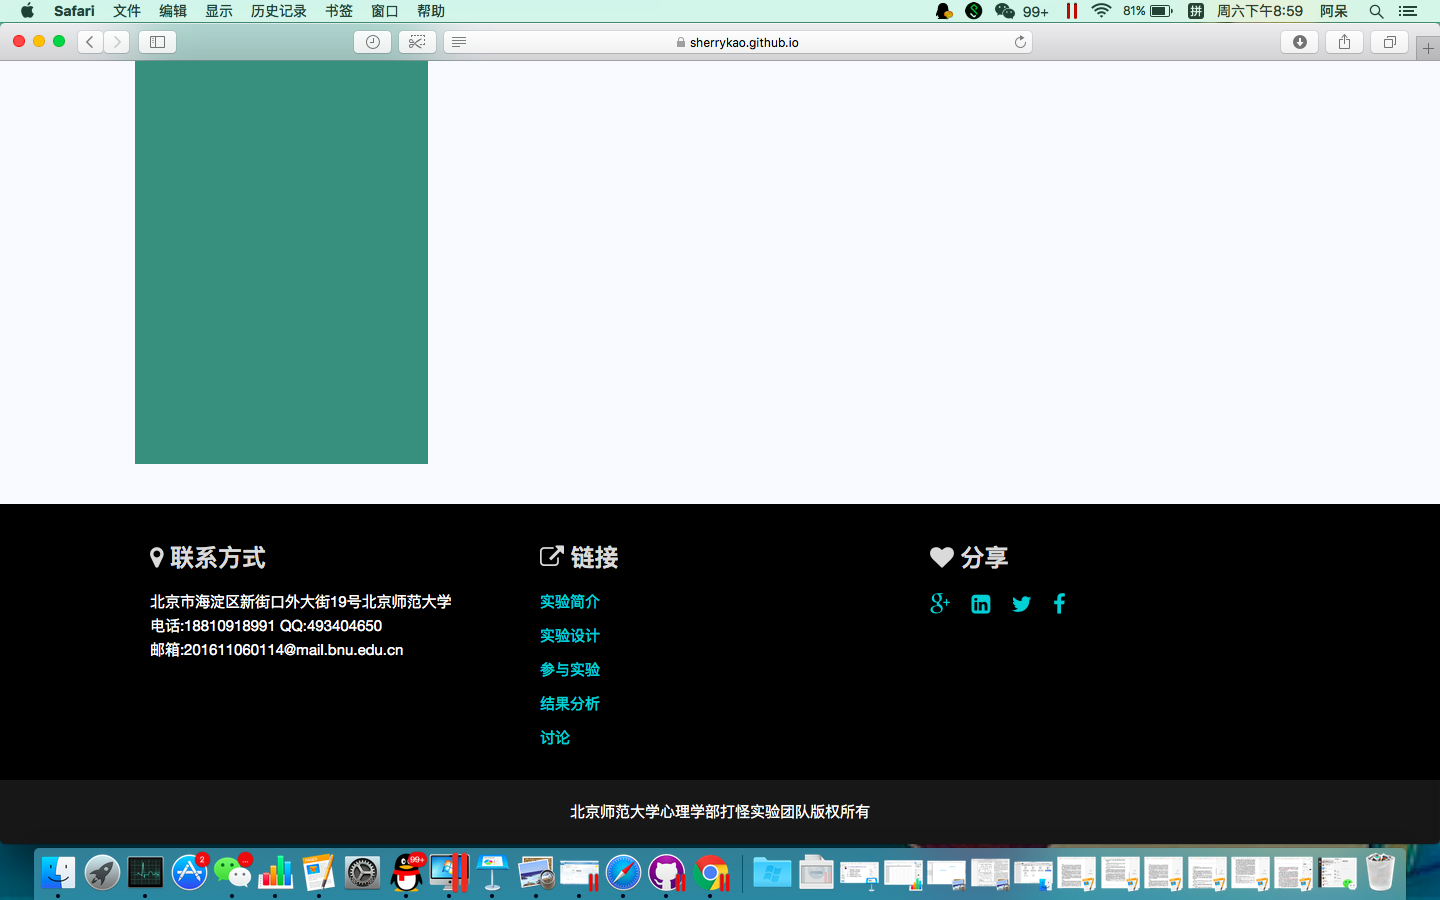 Safari 文件 编辑 显示 历史记录 书签 窗口 帮助 99+ 81% 拼 周六下午8:59 阿呆
sherrykao.github.io
联系方式
北京市海淀区新街口外大街19号北京师范大学
电话:18810918991 QQ:493404650
邮箱:201611060114@mail.bnu.edu.cn
链接
实验简介
实验设计
参与实验
结果分析
讨论
分享
北京师范大学心理学部打怪实验团队版权所有
2
...
99+